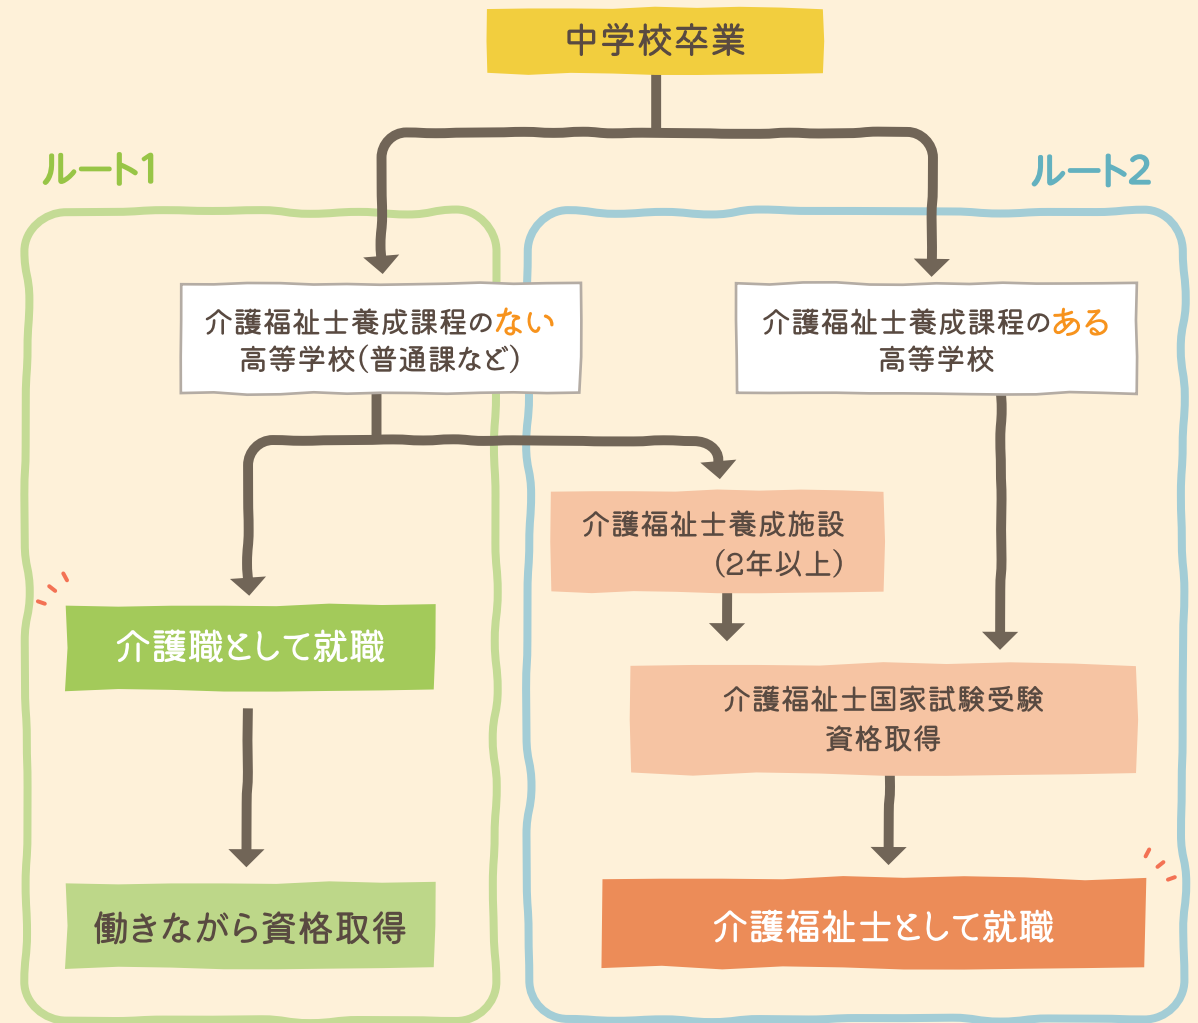 中学校卒業
ルート1
ルート2
介護福祉士養成課程のない
高等学校(普通課など)
介護福祉士養成課程のある
高等学校
介護福祉士養成施設
(2年以上)
介護職として就職
介護福祉士国家試験受験
資格取得
働きながら資格取得
介護福祉士として就職